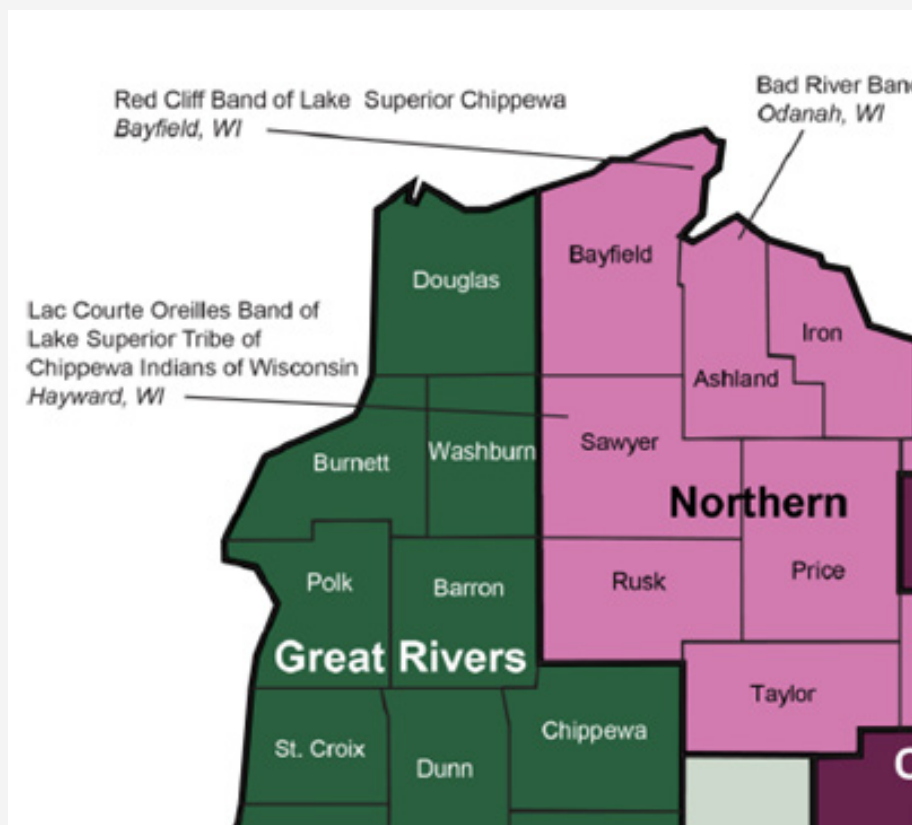 Red Cliff Band of Lake Superior Chippewa
Bayfield, WI
Bad River
Odanah, WI
Bayfield
Douglas
Lac Courte Oreilles Band of
Lake Superior Tribe of
Chippewa Indians of Wisconsin
Hayward, WI
Iron
Ashland
Sawyer
Washburn
Burnett
Northern
Price
Rusk
Polk
Barron
Great Rivers
Taylor
Chippewa
St. Croix
Dunn